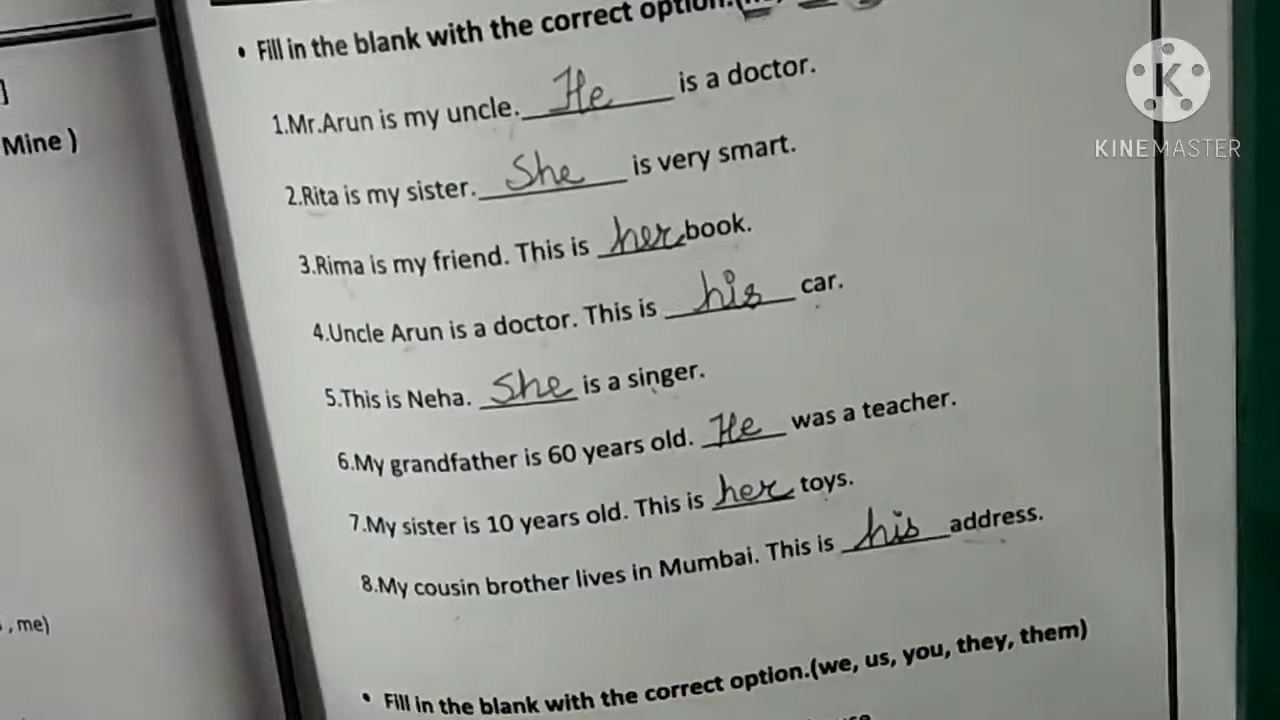 ]
Mine )
, me)
• Fill in the blank with the correct option.
1.Mr.Arun is my uncle. He is a doctor.
2.Rita is my sister. She is very smart.
3.Rima is my friend. This is her book.
4.Uncle Arun is a doctor. This is his car.
5.This is Neha. She is a singer.
6.My grandfather is 60 years old. He was a teacher.
7.My sister is 10 years old. This is her toys.
8.My cousin brother lives in Mumbai. This is his address.
• Fill in the blank with the correct option.(we, us, you, they, them)
K
KINEMASTER